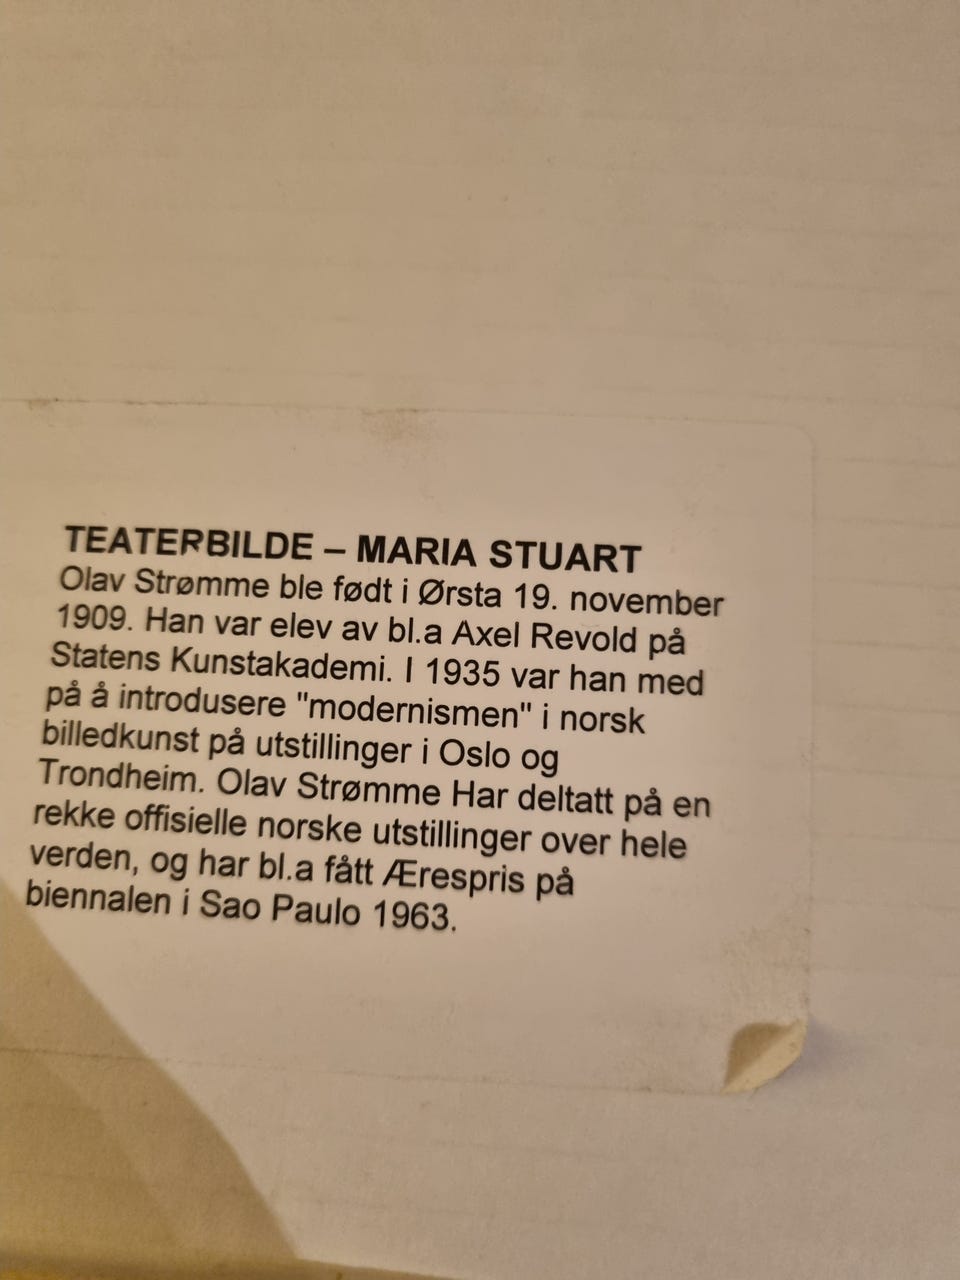 TEATERBILDE – MARIA STUART
Olav Strømme ble født i Ørsta 19. november
1909. Han var elev av bl.a Axel Revold på
Statens Kunstakademi. I 1935 var han med
på å introdusere "modernismen" i norsk
billedkunst på utstillinger i Oslo og
Trondheim. Olav Strømme Har deltatt på en
rekke offisielle norske utstillinger over hele
verden, og har bl.a fått Ærespris på
biennalen i Sao Paulo 1963.